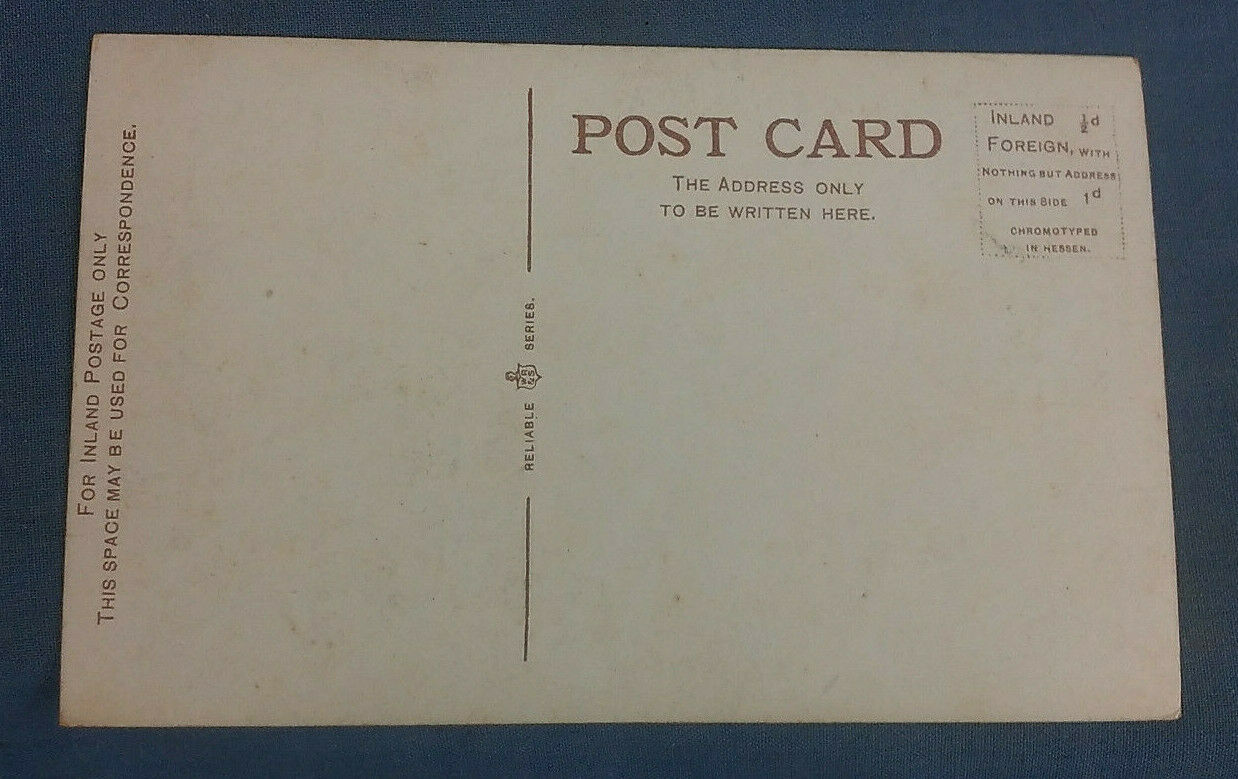 FOR INLAND POSTAGE ONLY
THIS SPACE MAY BE USED FOR CORRESPONDENCE.
RELIABLE WR&S SERIES.
POST CARD
THE ADDRESS ONLY
TO BE WRITTEN HERE.
INLAND ½d
FOREIGN, WITH
NOTHING BUT ADDRESS
ON THIS SIDE 1d
CHROMOTYPED
IN HESSEN.